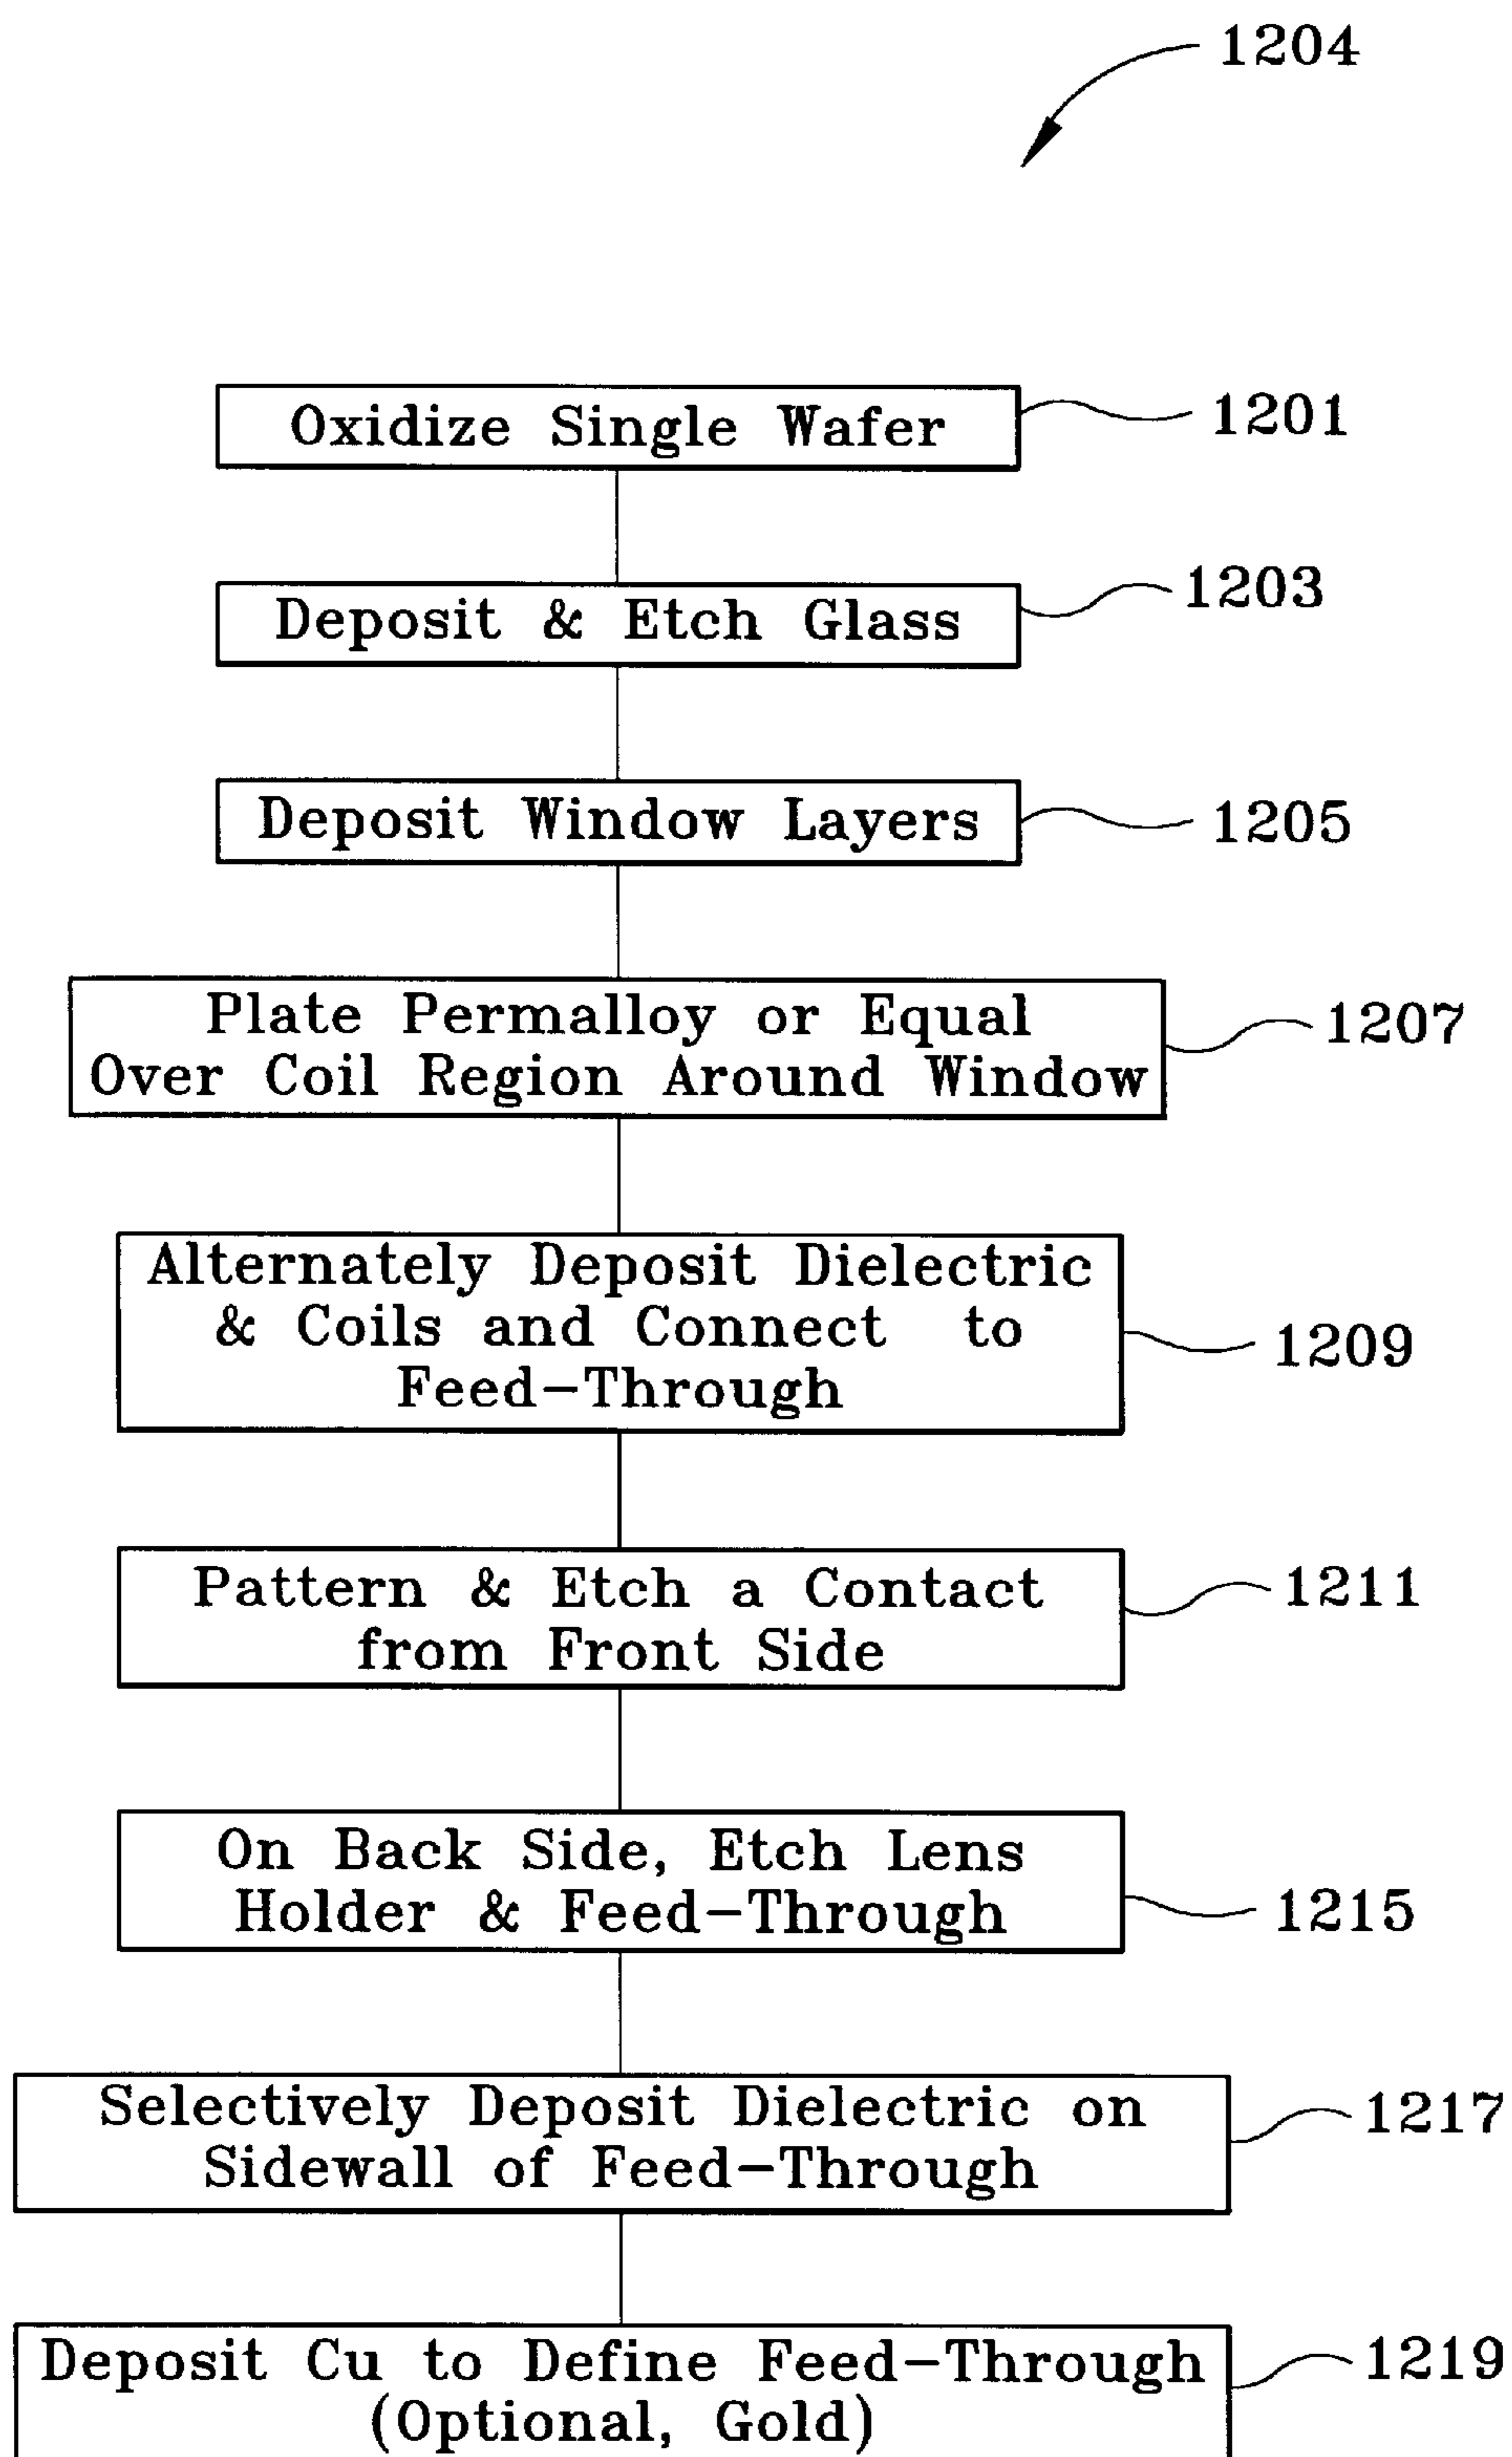 1204
Oxidize Single Wafer
1201
Deposit & Etch Glass
1203
Deposit Window Layers
1205
Plate Permalloy or Equal
Over Coil Region Around Window
1207
Alternately Deposit Dielectric
& Coils and Connect to
Feed-Through
1209
Pattern & Etch a Contact
from Front Side
1211
On Back Side, Etch Lens
Holder & Feed-Through
1215
Selectively Deposit Dielectric on
Sidewall of Feed-Through
1217
Deposit Cu to Define Feed-Through
(Optional, Gold)
1219